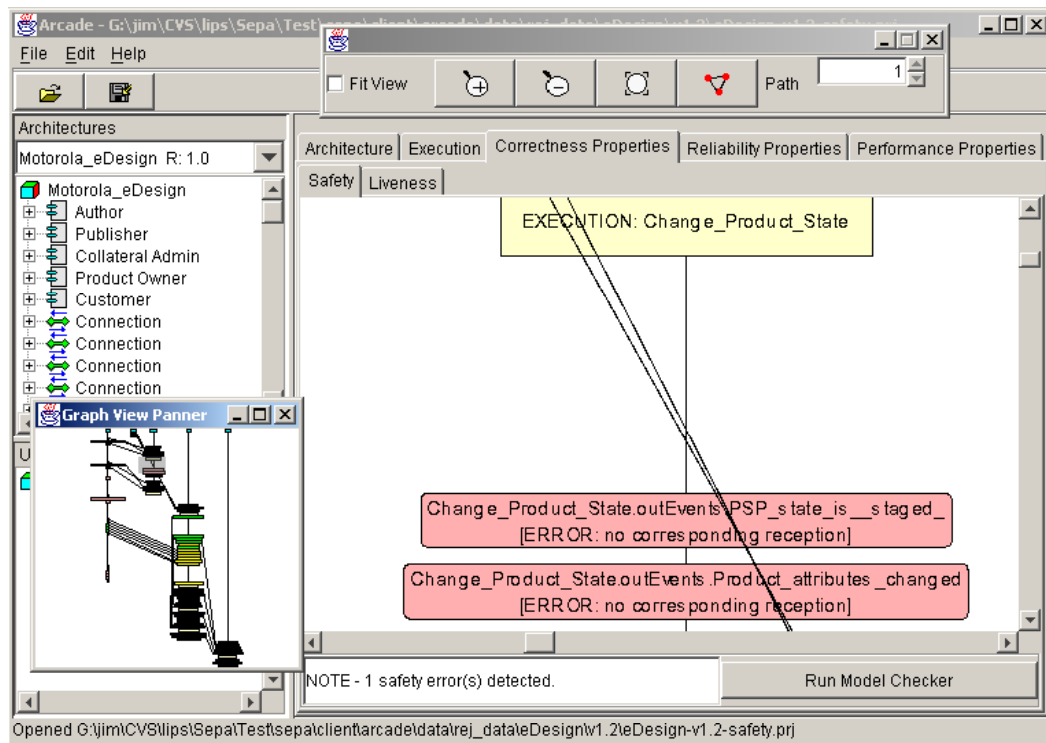 Arcade - G:\jim\CVS\lips\Sepa\Test\sepa\client\arcade\data\rej_data\eDesign\v1.2\eDesign-v1.2-safety.prj
File Edit Help
Fit View
Path
1
Architectures
Motorola_eDesign R: 1.0
Motorola_eDesign
Author
Publisher
Collateral Admin
Product Owner
Customer
Connection
Connection
Connection
Connection
Graph View Panner
U
Architecture
Execution
Correctness Properties
Reliability Properties
Performance Properties
Safety
Liveness
EXECUTION: Change_Product_State
Change_Product_State.outEvents.PSP_state_is__staged_
[ERROR: no corresponding reception]
Change_Product_State.outEvents.Product_attributes_changed
[ERROR: no corresponding reception]
NOTE - 1 safety error(s) detected.
Run Model Checker
Opened G:\jim\CVS\lips\Sepa\Test\sepa\client\arcade\data\rej_data\eDesign\v1.2\eDesign-v1.2-safety.prj